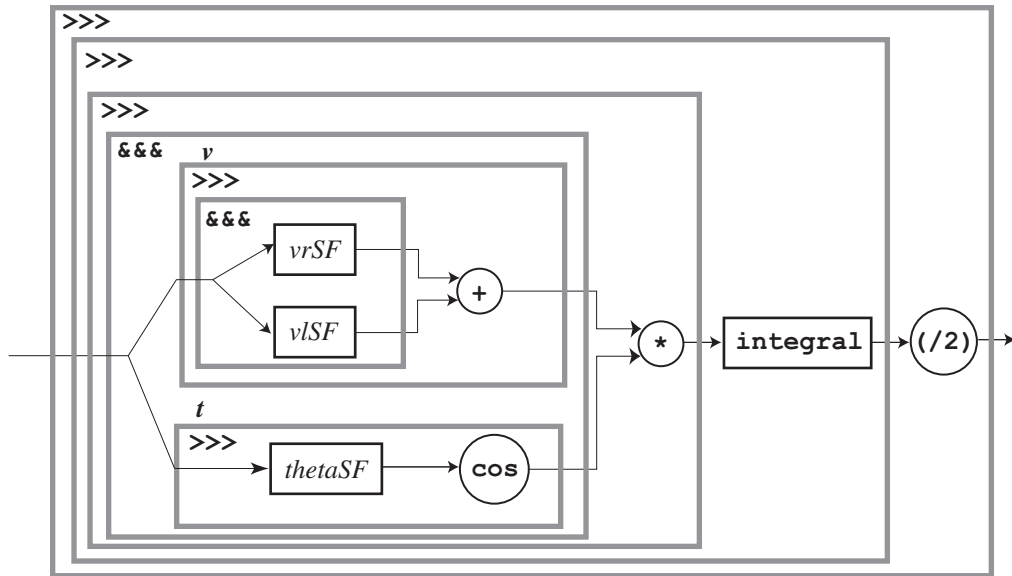 >>>
>>>
>>>
&&& v
>>>
&&&
vrSF
+
vlSF
*
integral
(/2)
t
>>>
thetaSF
cos